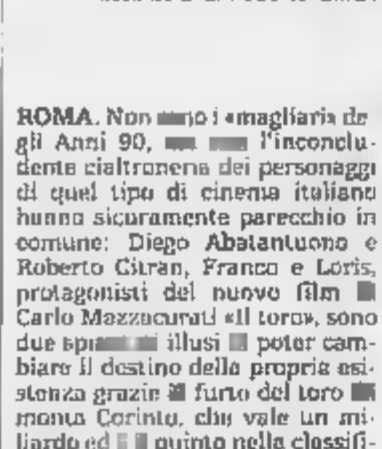 ROMA. Non i «magliari» de
gli Anni 90, l'inconclu-
dente cialtroneria dei personaggi
di quel tipo di cinema italiano
hanno sicuramente parecchio in
comune: Diego Abatantuono e
Roberto Citran, Franco e Loris,
protagonisti del nuovo film
Carlo Mazzacurati «Il toro», sono
due illusi poter cam-
biare il destino della propria esi-
stenza grazie furto del toro
monta Corinto, che vale un mi-
liardo ed quinto nella classifi-